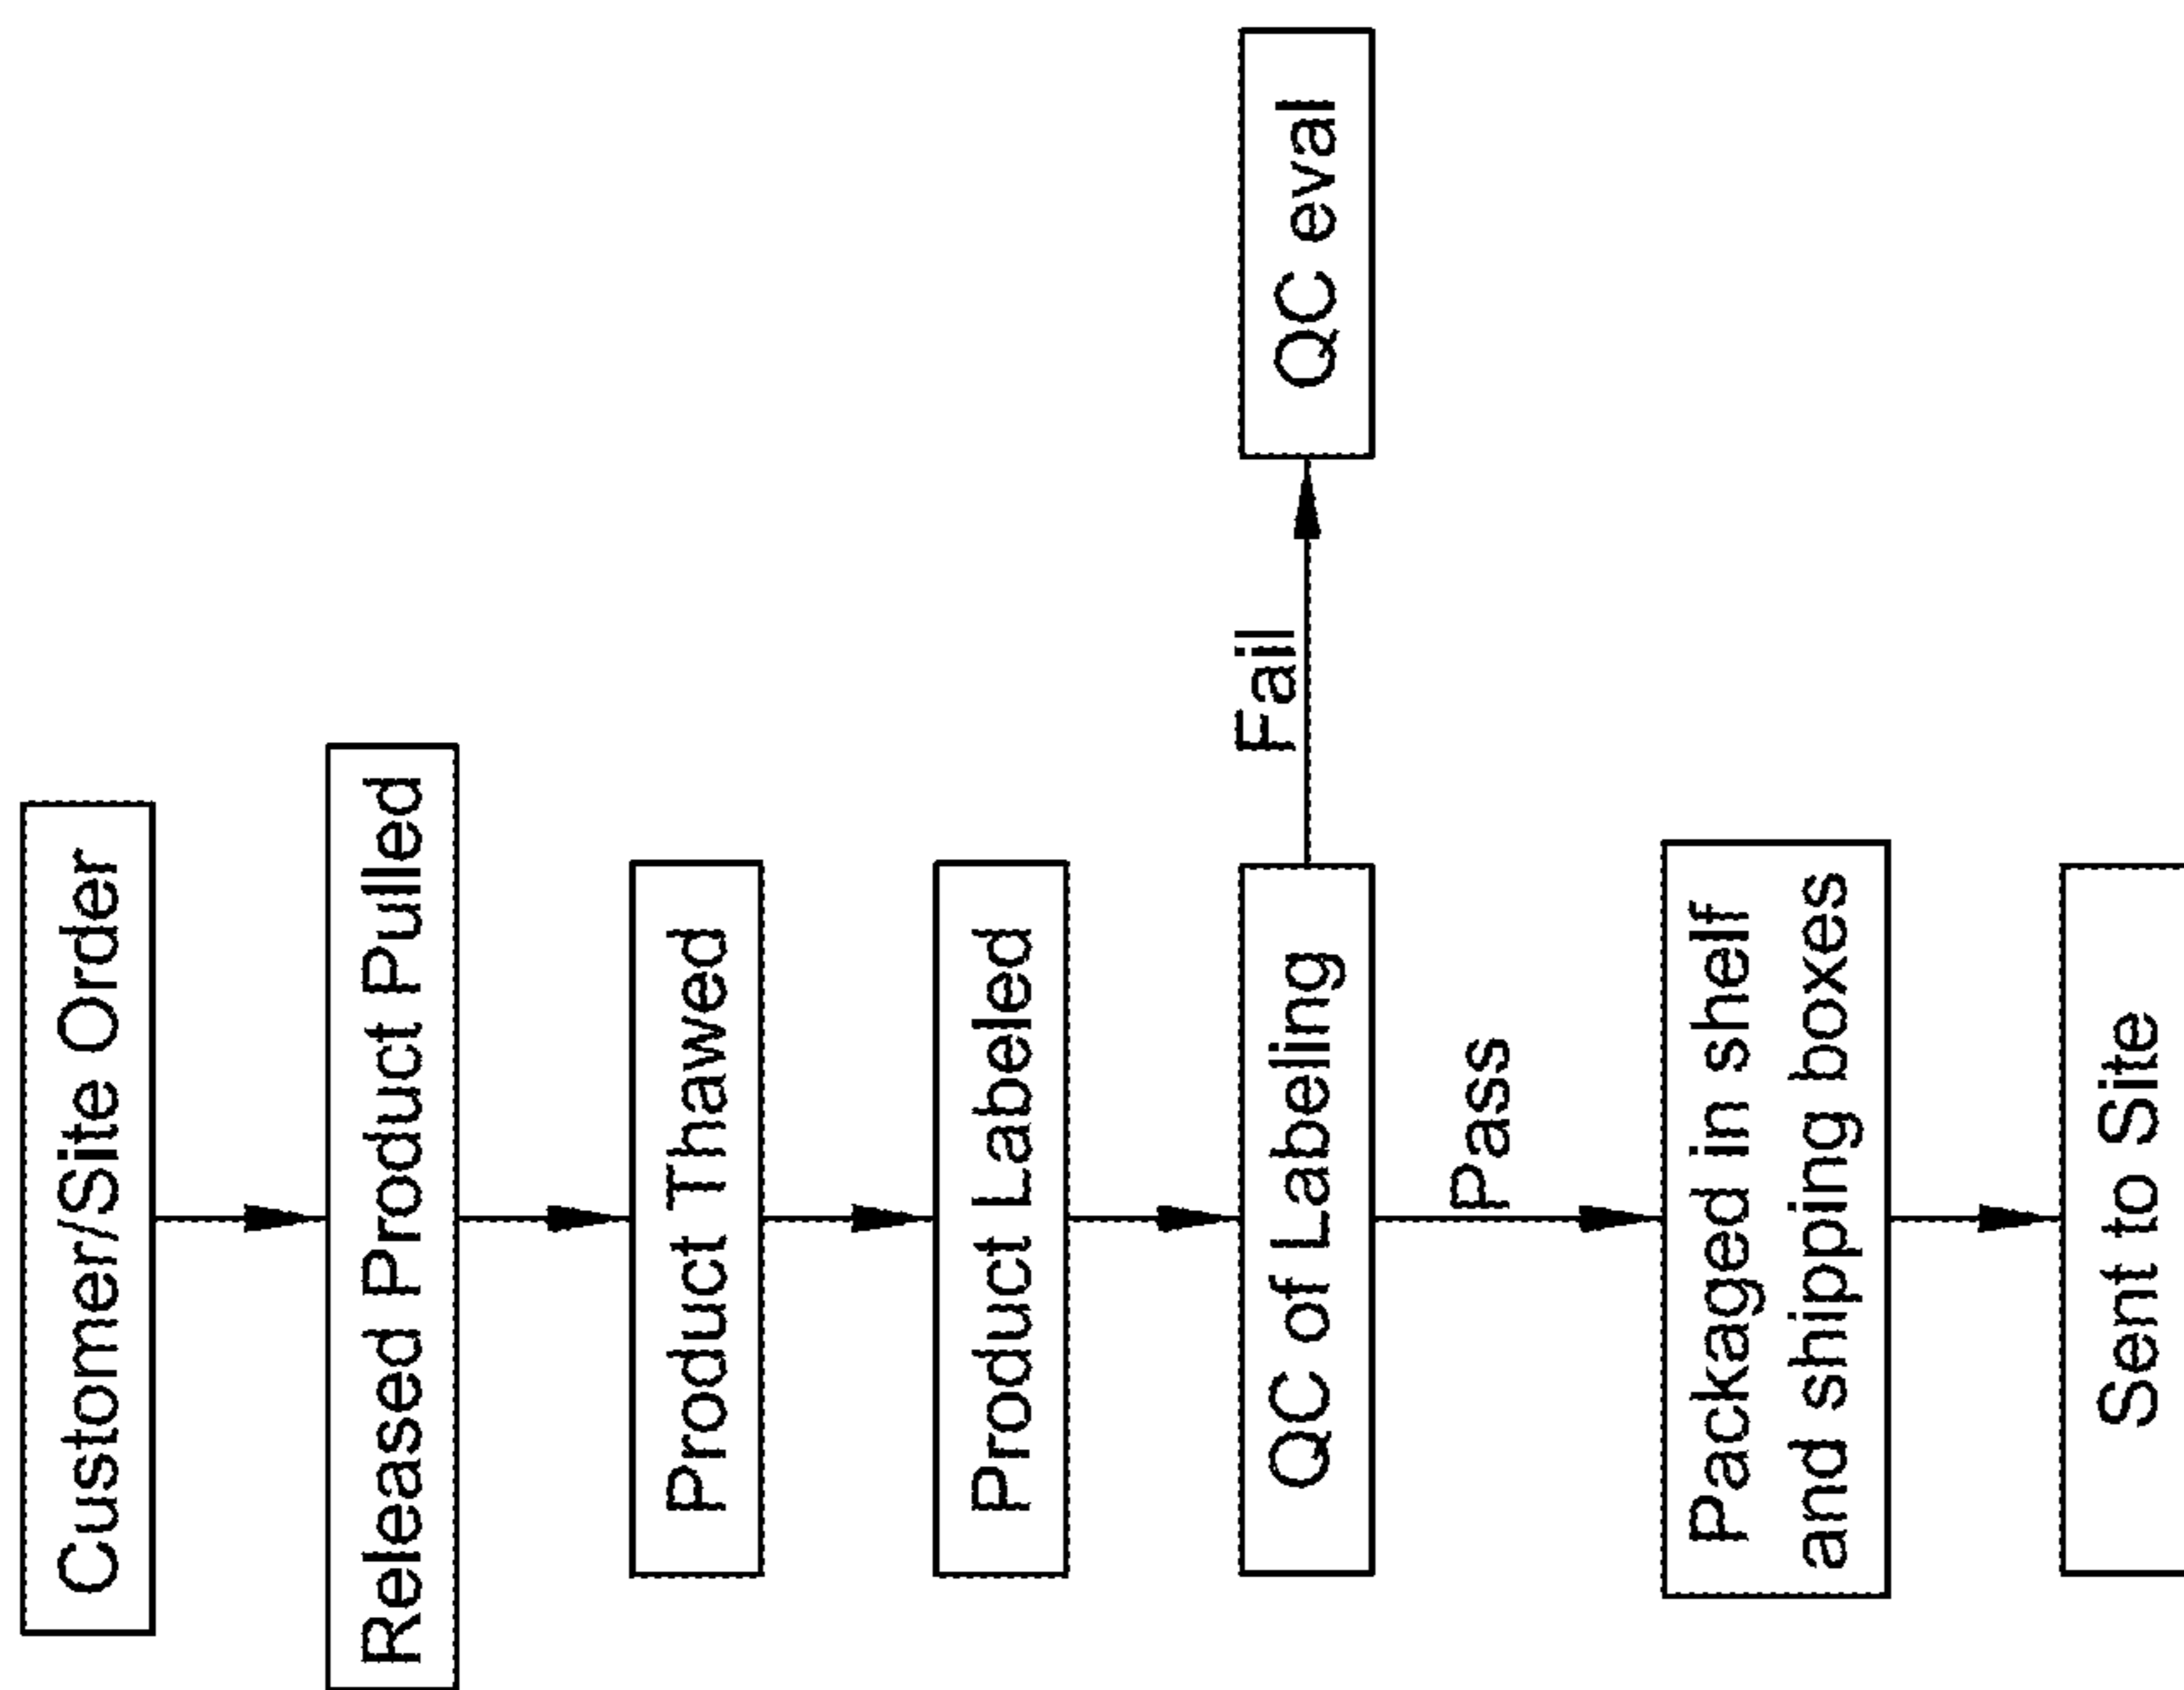 Customer/Site Order
Released Product Pulled
Product Thawed
Product Labeled
QC of Labeling
Fail
QC eval
Pass
Packaged in shelf
and shipping boxes
Sent to Site